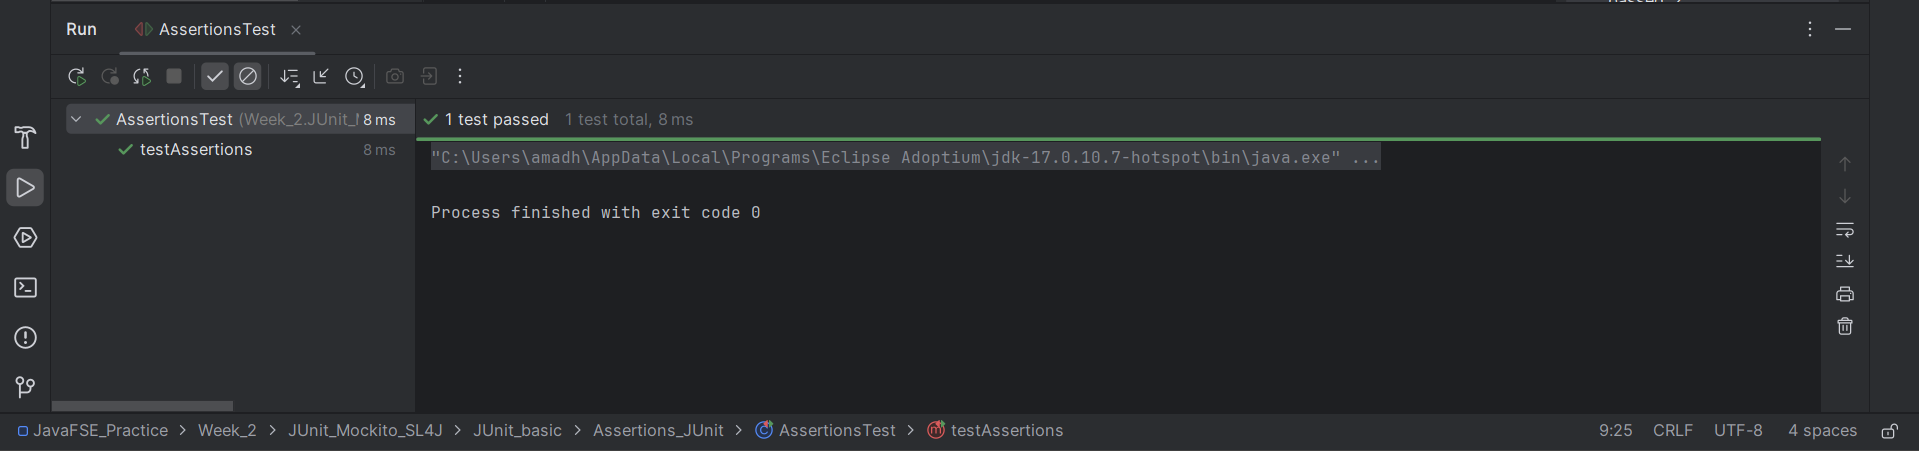 Run AssertionsTest
AssertionsTest (Week_2.JUnit_ 8 ms
1 test passed 1 test total, 8 ms
testAssertions 8 ms
"C:\Users\amadh\AppData\Local\Programs\Eclipse Adoptium\jdk-17.0.10.7-hotspot\bin\java.exe" ...
Process finished with exit code 0
JavaFSE_Practice > Week_2 > JUnit_Mockito_SL4J > JUnit_basic > Assertions_JUnit > AssertionsTest > testAssertions 9:25 CRLF UTF-8 4 spaces